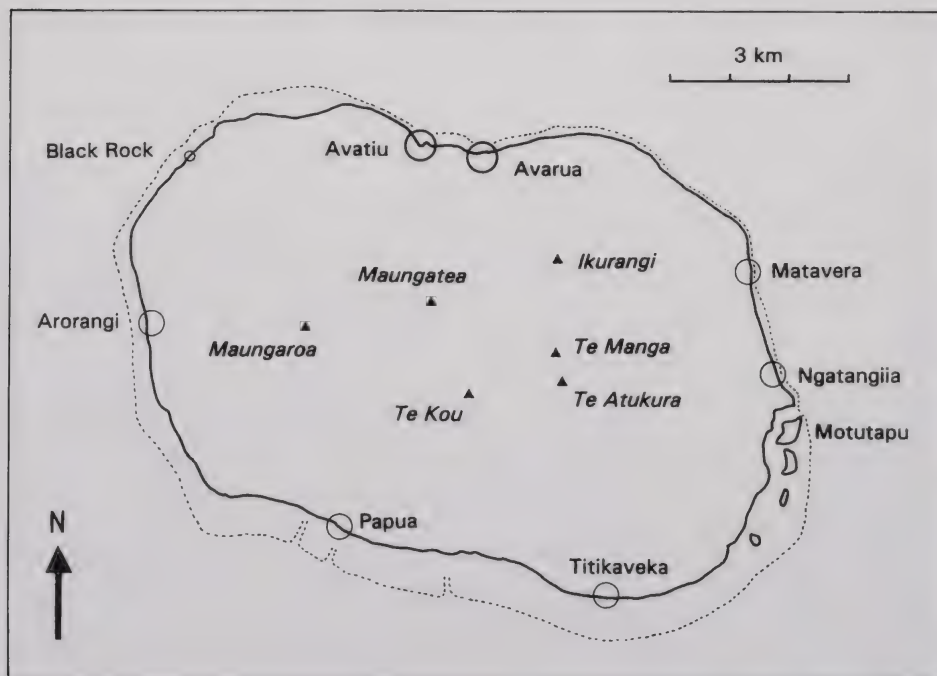 3 km
Black Rock
Avatiu
Avarua
Ikurangi
Matavera
Maungatea
Arorangi
Maungaroa
Te Manga
Ngatangiia
Te Kou
Te Atukura
Motutapu
N
Papua
Titikaveka